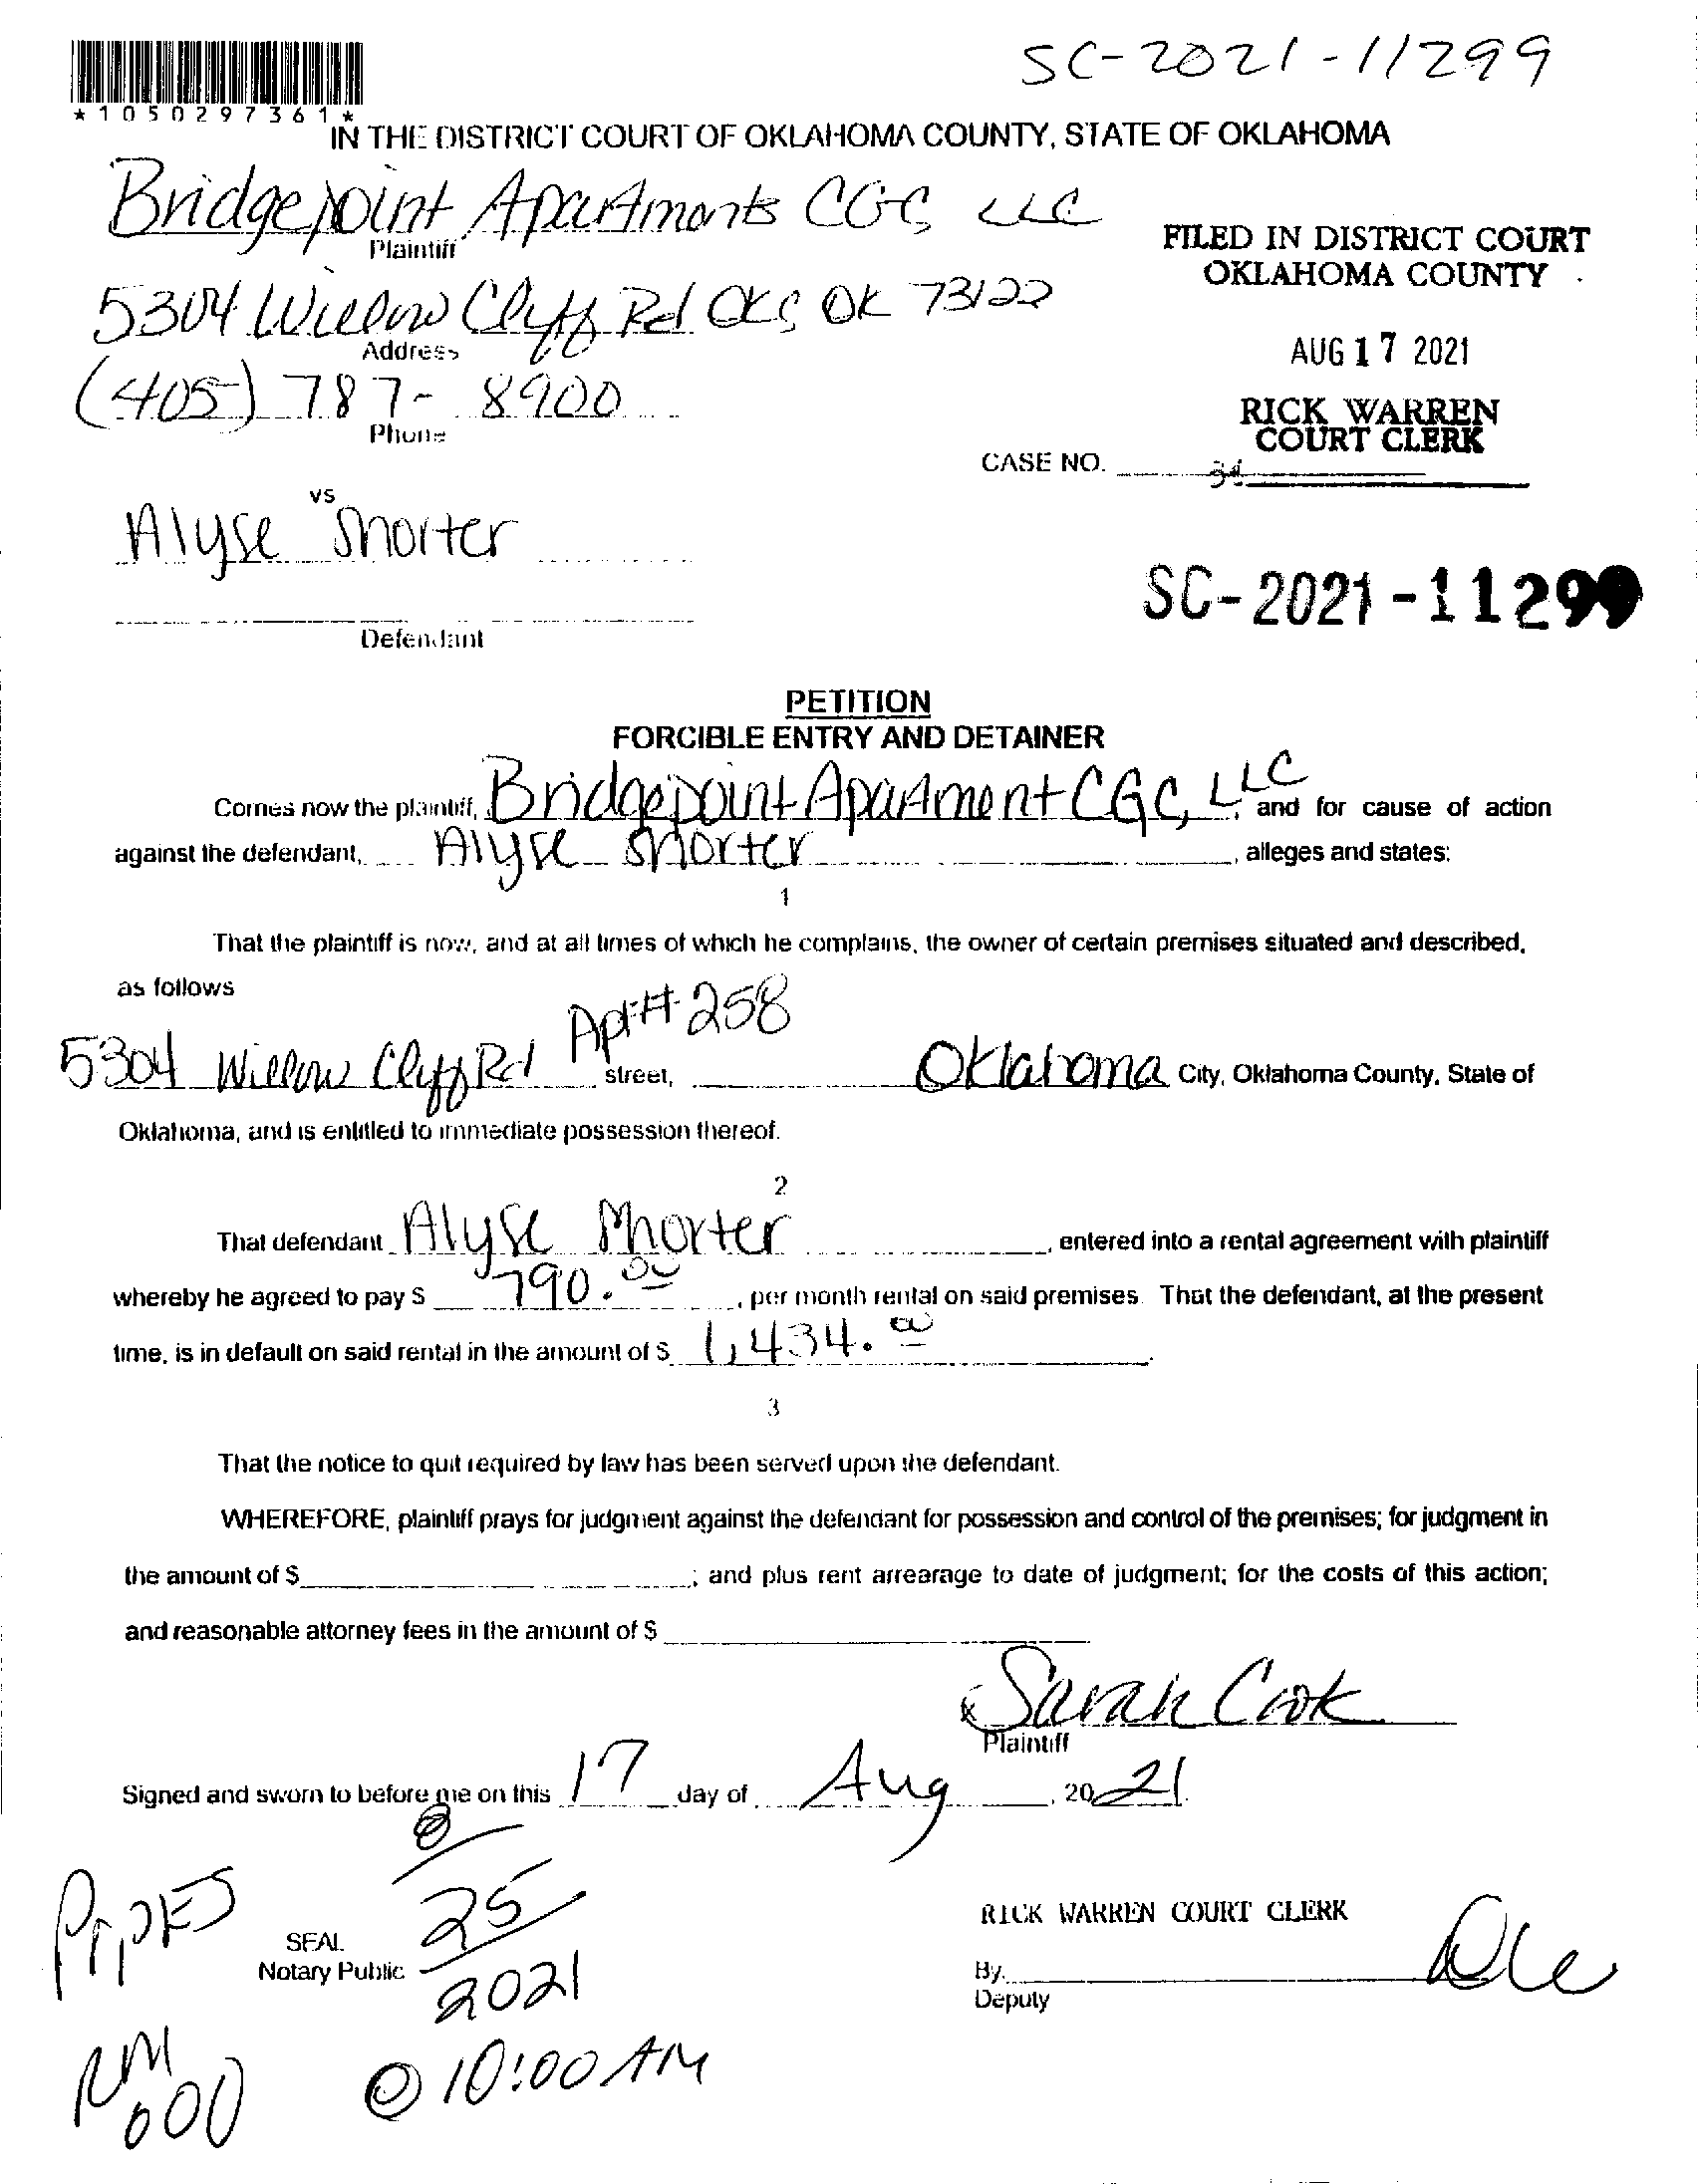 SC-2021-11299
*1050297361*
IN THE DISTRICT COURT OF OKLAHOMA COUNTY, STATE OF OKLAHOMA
Bridgepoint Apartments CGC, LLC
Plaintiff
FILED IN DISTRICT COURT
OKLAHOMA COUNTY
5304 Willow Cliff Rd OKC OK 73122
Address
AUG 17 2021
(405) 787-8900
Phone
RICK WARREN
COURT CLERK
CASE NO.
34
vs
Alyse Shorter
SC-2021-11299
Defendant
PETITION
FORCIBLE ENTRY AND DETAINER
Comes now the plaintiff, Bridgepoint Apartment CGC, LLC, and for cause of action
against the defendant, Alyse Shorter, alleges and states:
1
That the plaintiff is now, and at all times of which he complains, the owner of certain premises situated and described,
as follows
5304 Willow Cliff Rd Apt# 258 street, Oklahoma City, Oklahoma County, State of
Oklahoma, and is entitled to immediate possession thereof.
2
That defendant Alyse Shorter, entered into a rental agreement with plaintiff
whereby he agreed to pay $ 790.00, per month rental on said premises. That the defendant, at the present
time, is in default on said rental in the amount of $ 1,434.00
3
That the notice to quit required by law has been served upon the defendant.
WHEREFORE, plaintiff prays for judgment against the defendant for possession and control of the premises; for judgment in
the amount of $ ; and plus rent arrearage to date of judgment; for the costs of this action;
and reasonable attorney fees in the amount of $
x Sarah Cook
Plaintiff
Signed and sworn to before me on this 17 day of Aug, 2021.
8/25/2021
SEAL
Notary Public
RICK WARREN COURT CLERK
By
Deputy
@ 10:00 AM